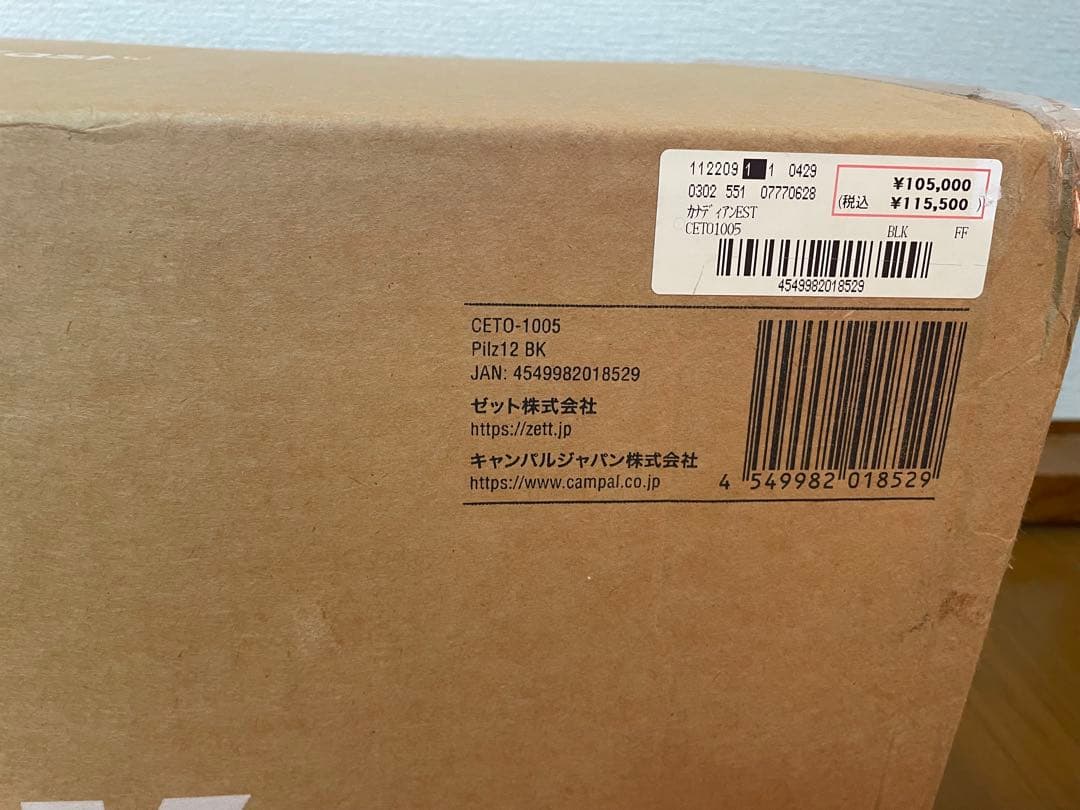 112209 1 1 0429
0302 551 07770628
¥105,000
(税込 ¥115,500)
カナディアンEST
CETO1005 BLK FF
4549982018529
CETO-1005
Pilz12 BK
JAN: 4549982018529
ゼット株式会社
https://zett.jp
キャンパルジャパン株式会社
https://www.campal.co.jp
4 549982 018529